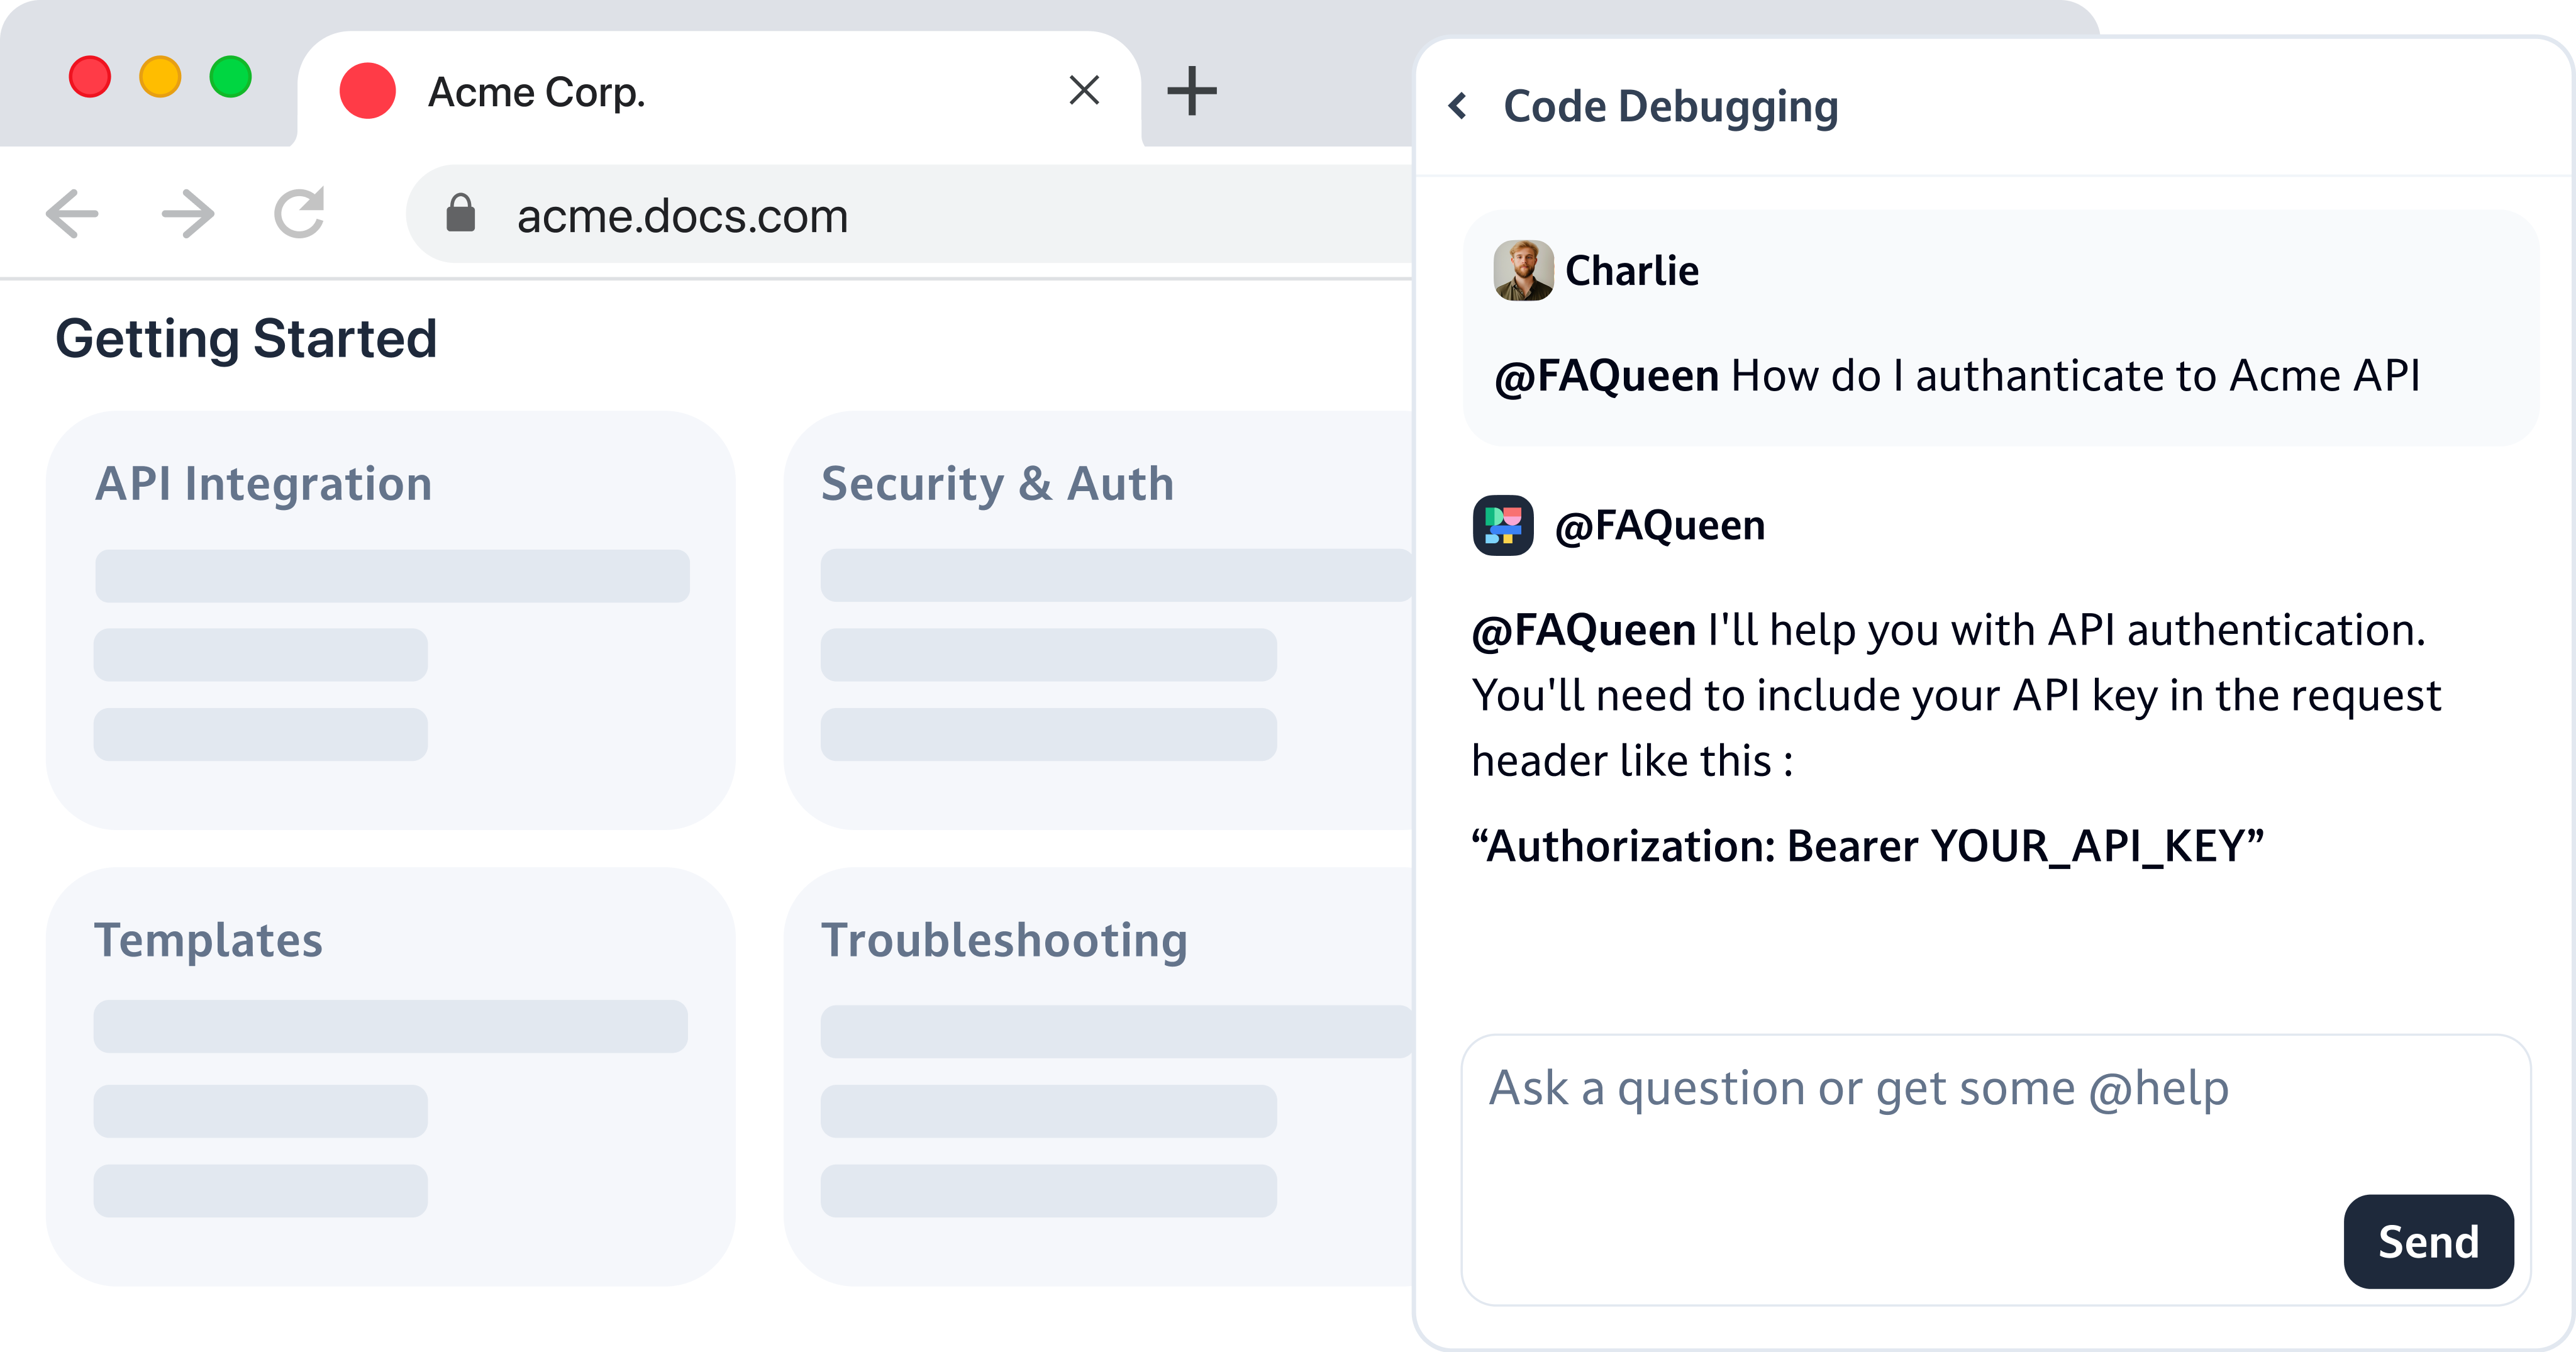 Acme Corp.
acme.docs.com
Getting Started
API Integration
Security & Auth
Templates
Troubleshooting
Code Debugging
Charlie
@FAQueen How do I authanticate to Acme API
@FAQueen
@FAQueen I'll help you with API authentication.
You'll need to include your API key in the request
header like this :
“Authorization: Bearer YOUR_API_KEY”
Ask a question or get some @help
Send